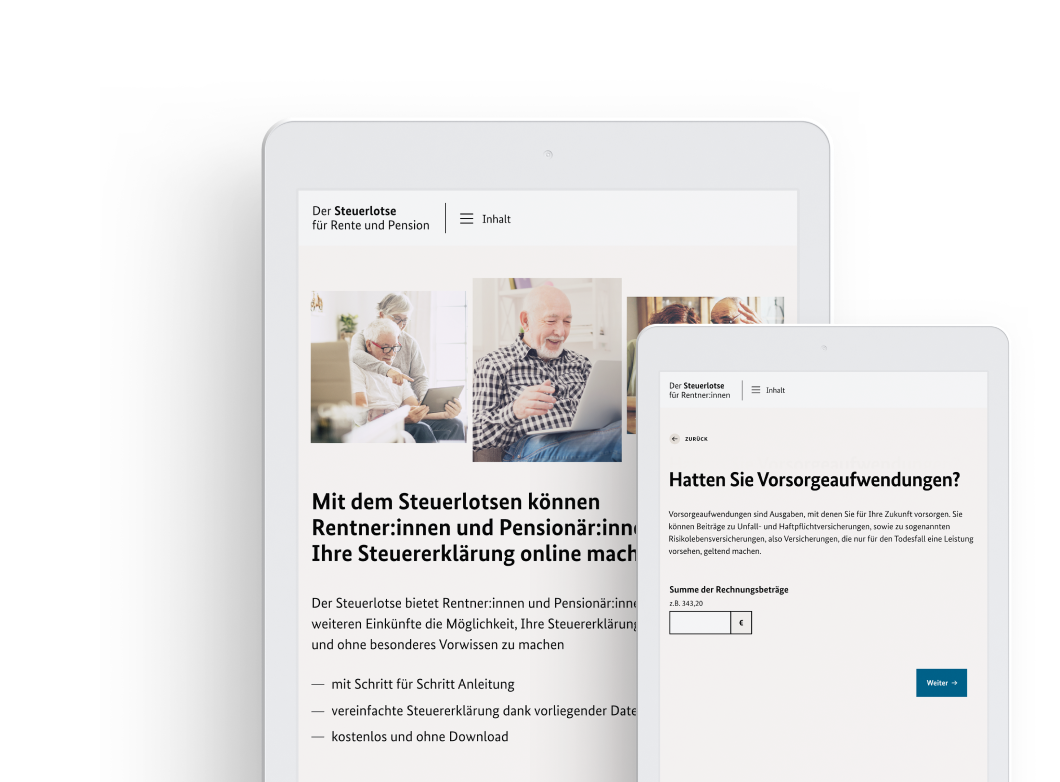 Der Steuerlotse
für Rente und Pension
Inhalt
Mit dem Steuerlotsen können
Rentner:innen und Pensionär:inne
Ihre Steuererklärung online mach
Der Steuerlotse bietet Rentner:innen und Pensionär:inne
weiteren Einkünfte die Möglichkeit, Ihre Steuererklärung
und ohne besonderes Vorwissen zu machen
— mit Schritt für Schritt Anleitung
— vereinfachte Steuererklärung dank vorliegender Date
— kostenlos und ohne Download
Der Steuerlotse
für Rentner:innen
Inhalt
ZURÜCK
Hatten Sie Vorsorgeaufwendungen?
Vorsorgeaufwendungen sind Ausgaben, mit denen Sie für Ihre Zukunft vorsorgen. Sie
können Beiträge zu Unfall- und Haftpflichtversicherungen, sowie zu sogenannten
Risikolebensversicherungen, also Versicherungen, die nur für den Todesfall eine Leistung
vorsehen, geltend machen.
Summe der Rechnungsbeträge
z.B. 343,20
€
Weiter →